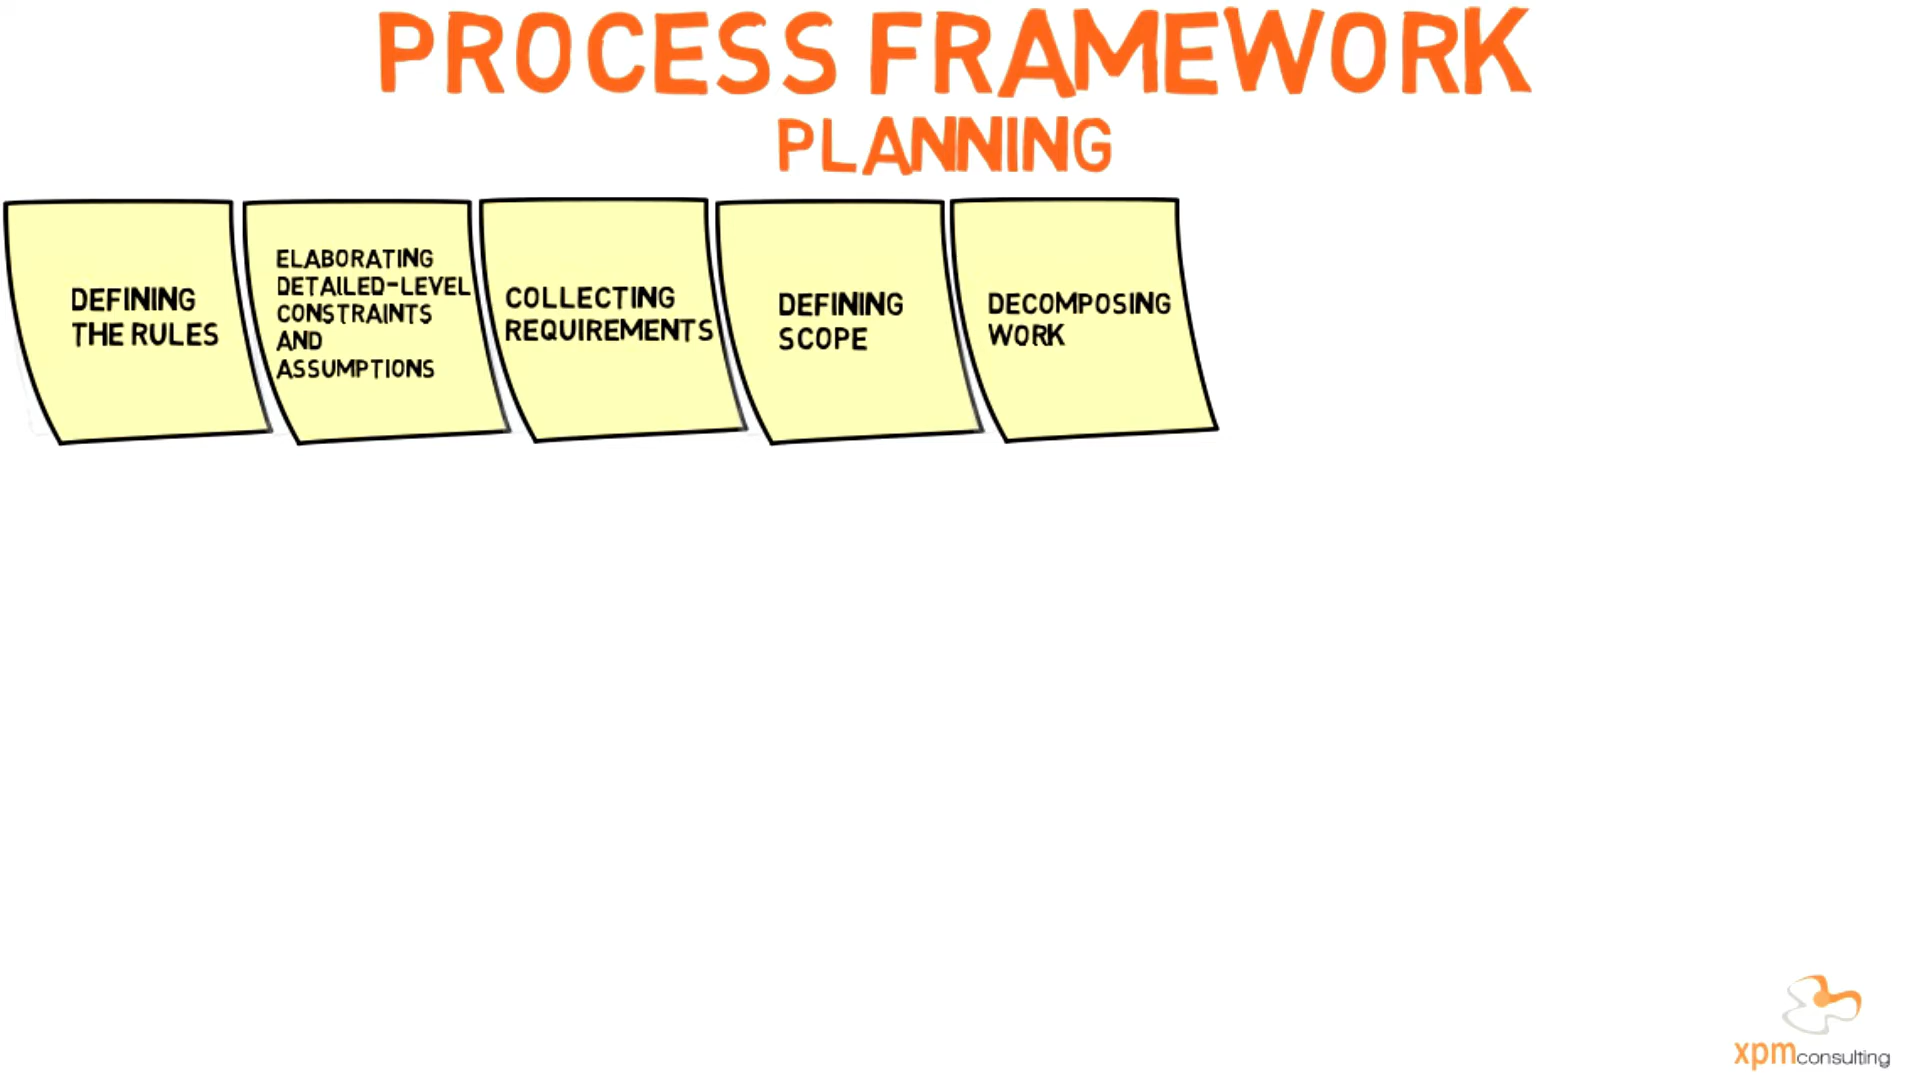 PROCESS FRAMEWORK
PLANNING
DEFINING
THE RULES
ELABORATING
DETAILED-LEVEL
CONSTRAINTS
AND
ASSUMPTIONS
COLLECTING
REQUIREMENTS
DEFINING
SCOPE
DECOMPOSING
WORK
xpmconsulting